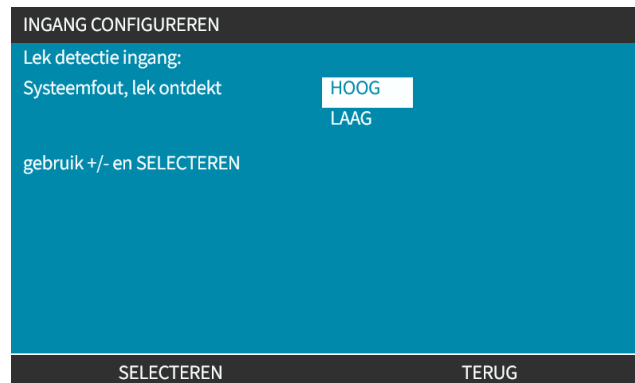 INGANG CONFIGUREREN
Lek detectie ingang:
Systeemfout, lek ontdekt HOOG
LAAG
gebruik +/- en SELECTEREN
SELECTEREN TERUG